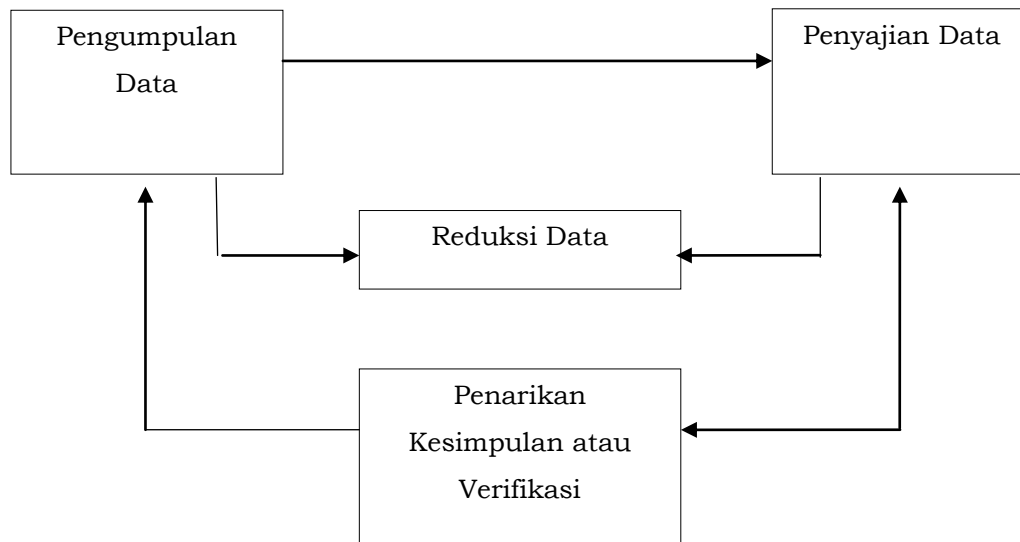 Pengumpulan
Data
Penyajian Data
Reduksi Data
Penarikan
Kesimpulan atau
Verifikasi